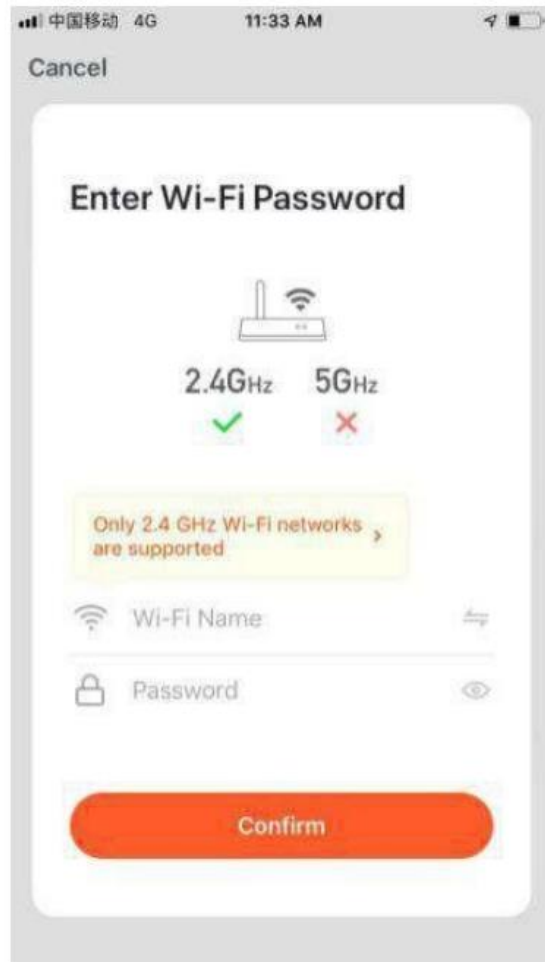 中国移动 4G 11:33 AM
Cancel
Enter Wi-Fi Password
2.4GHz 5GHz
Only 2.4 GHz Wi-Fi networks
are supported
Wi-Fi Name
Password
Confirm